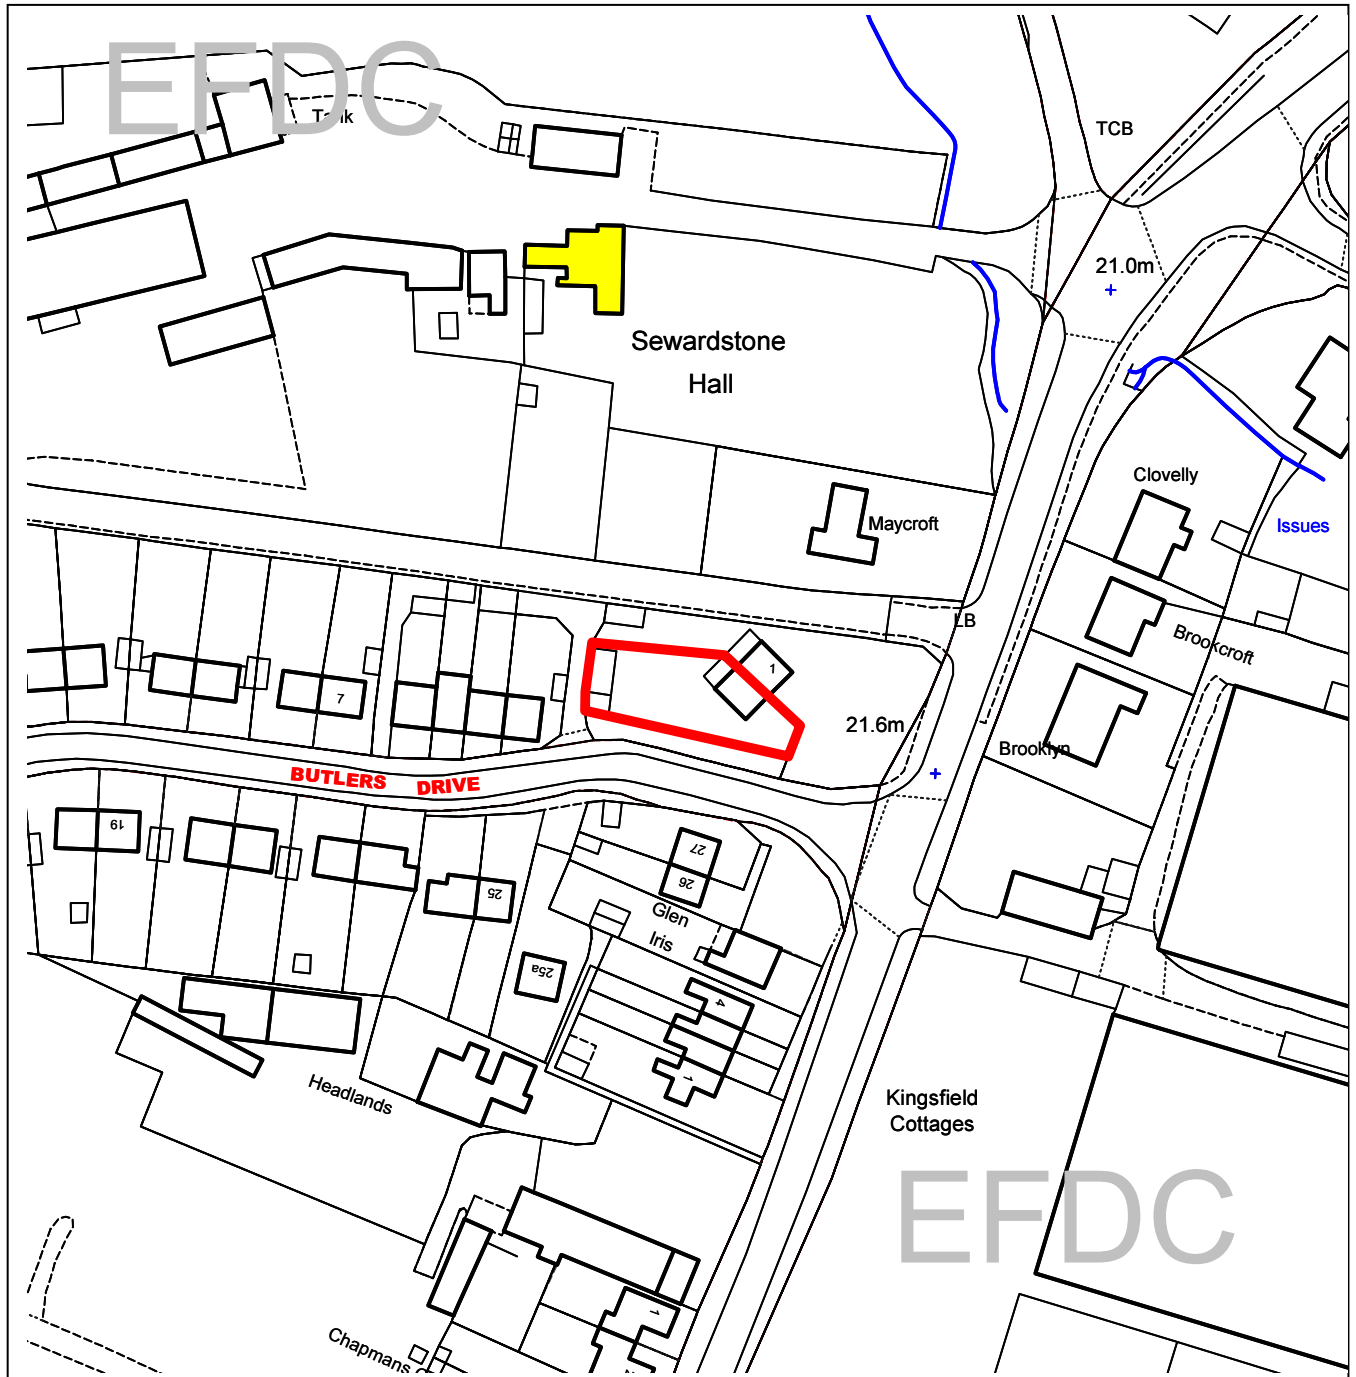 EFDC
Tank
TCB
21.0m
Sewardstone
Hall
Clovelly
Maycroft
Issues
LB
Brookcroft
1
7
21.6m
Brooklyn
BUTLERS DRIVE
19
27
26
25
Glen
Iris
25a
4
1
Headlands
Kingsfield
Cottages
EFDC
1
Chapmans